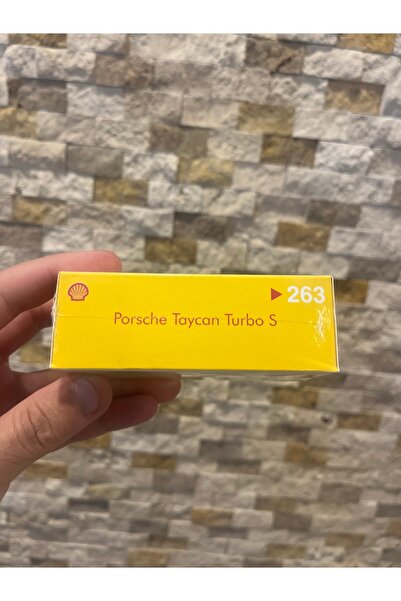 ▶ 263
Porsche Taycan Turbo S